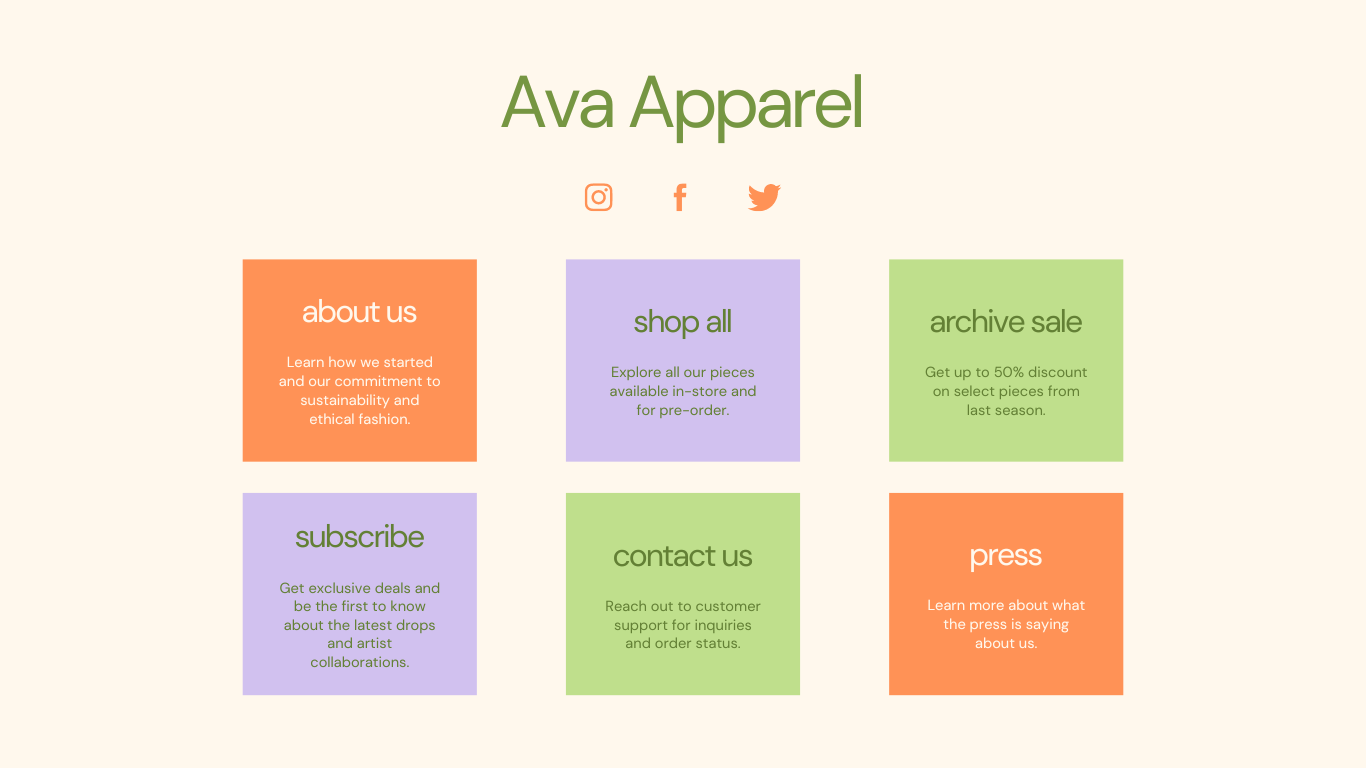 Ava Apparel
about us
Learn how we started
and our commitment to
sustainability and
ethical fashion.
shop all
Explore all our pieces
available in-store and
for pre-order.
archive sale
Get up to 50% discount
on select pieces from
last season.
subscribe
Get exclusive deals and
be the first to know
about the latest drops
and artist
collaborations.
contact us
Reach out to customer
support for inquiries
and order status.
press
Learn more about what
the press is saying
about us.